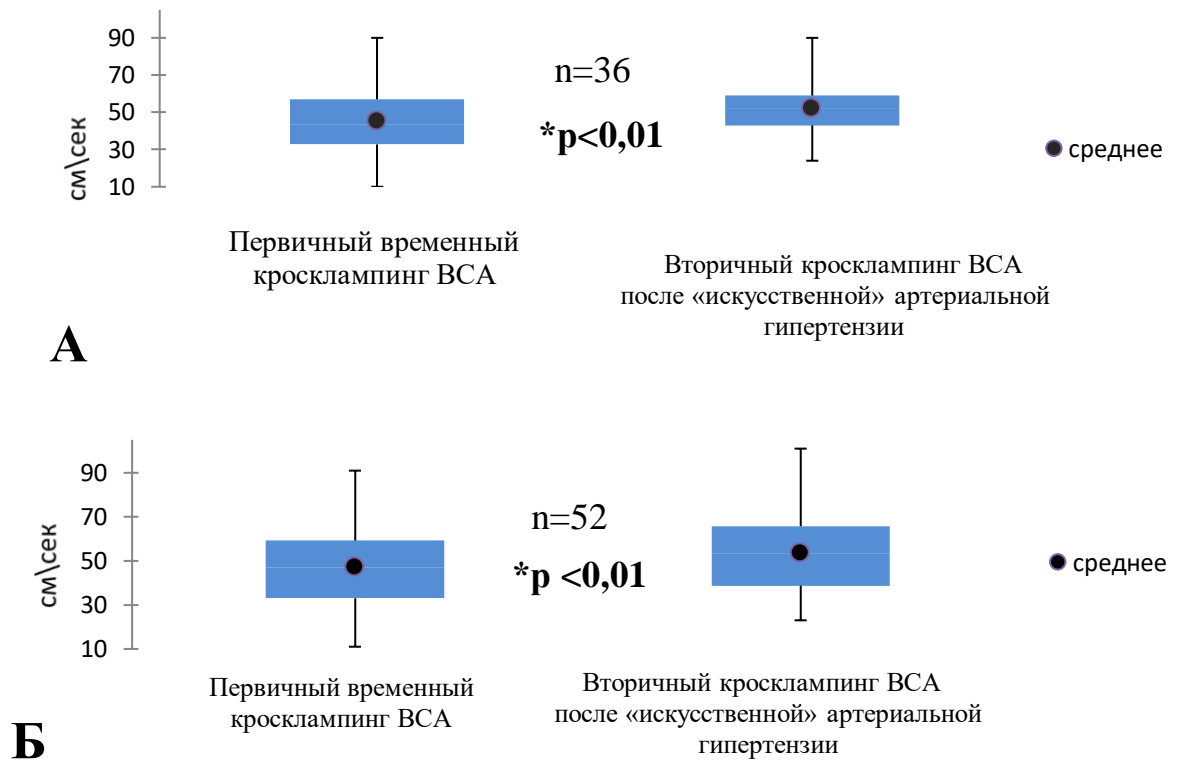 90
70
50
30
10
см\сек
n=36
*p<0,01
среднее
Первичный временный
кросклампинг ВСА
Вторичный кросклампинг ВСА
после «искусственной» артериальной
гипертензии
А
90
70
50
30
10
см\сек
n=52
*p <0,01
среднее
Первичный временный
кросклампинг ВСА
Вторичный кросклампинг ВСА
после «искусственной» артериальной
гипертензии
Б